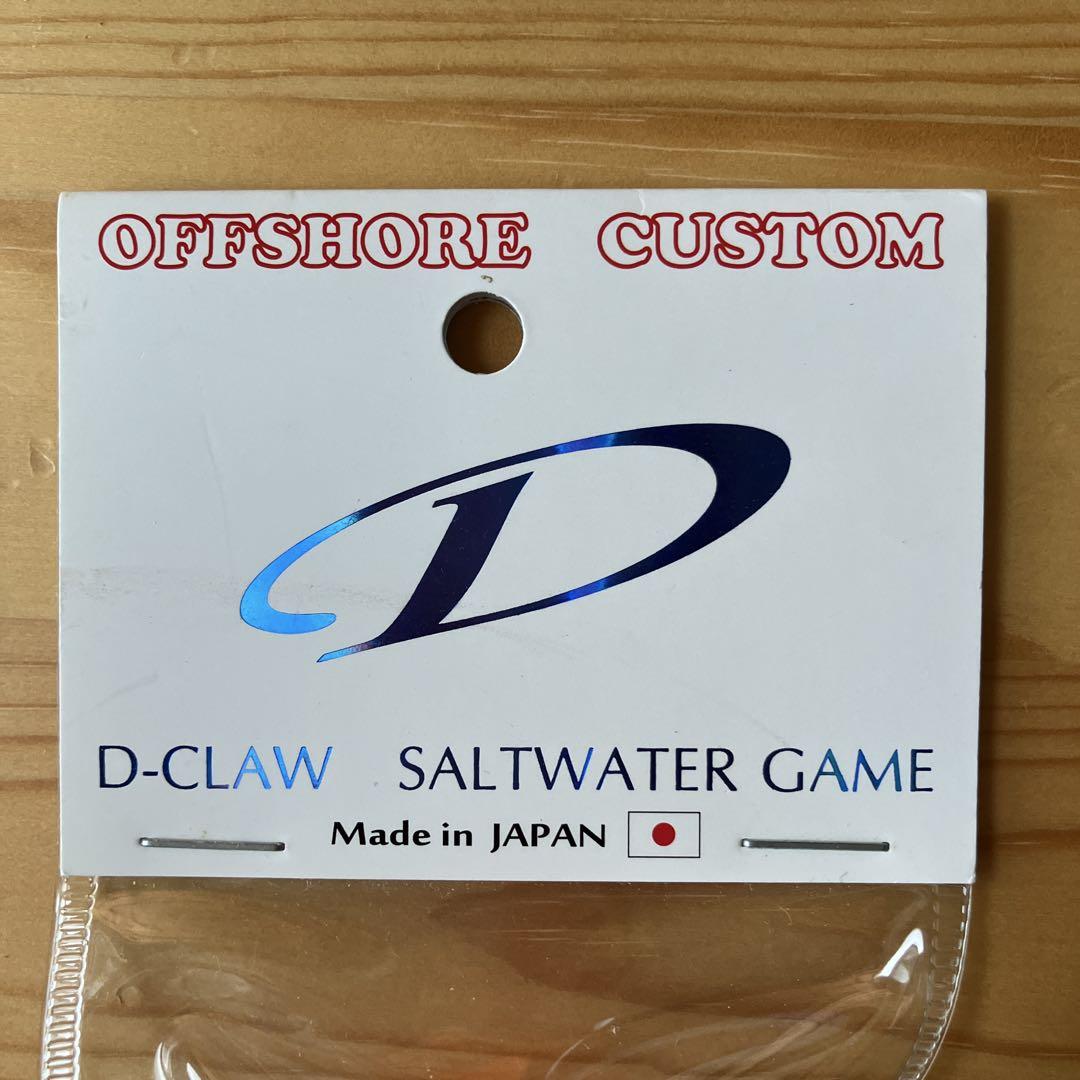 OFFSHORE CUSTOM
D
D-CLAW SALTWATER GAME
Made in JAPAN